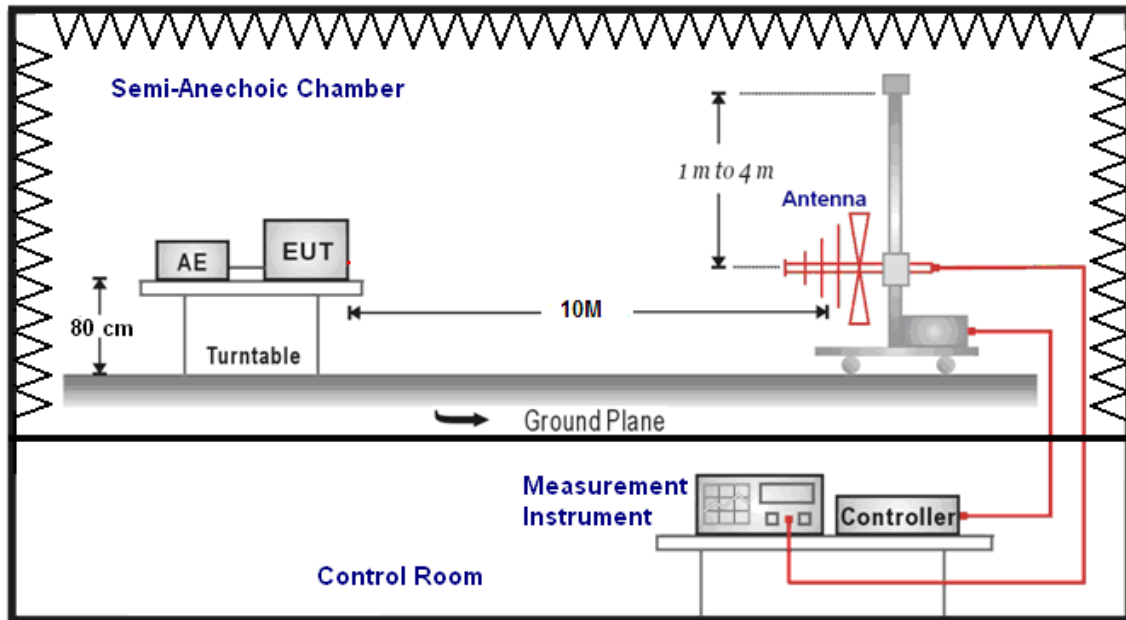 Semi-Anechoic Chamber
1 m to 4 m
Antenna
AE
EUT
80 cm
10M
Turntable
Ground Plane
Measurement
Instrument
Controller
Control Room